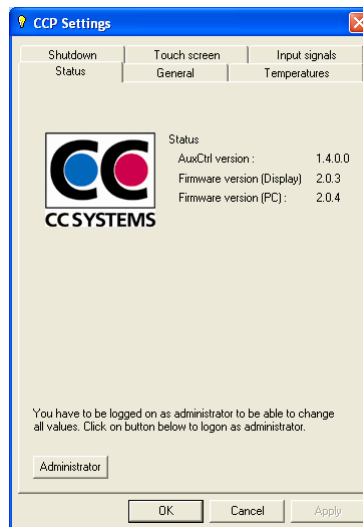 CCP Settings
Shutdown
Touch screen
Input signals
Status
General
Temperatures
CC
CC SYSTEMS
Status
AuxCtrl version :
1.4.0.0
Firmware version (Display)
2.0.3
Firmware version (PC) :
2.0.4
You have to be logged on as administrator to be able to change
all values. Click on button below to logon as administrator.
Administrator
OK
Cancel
Apply